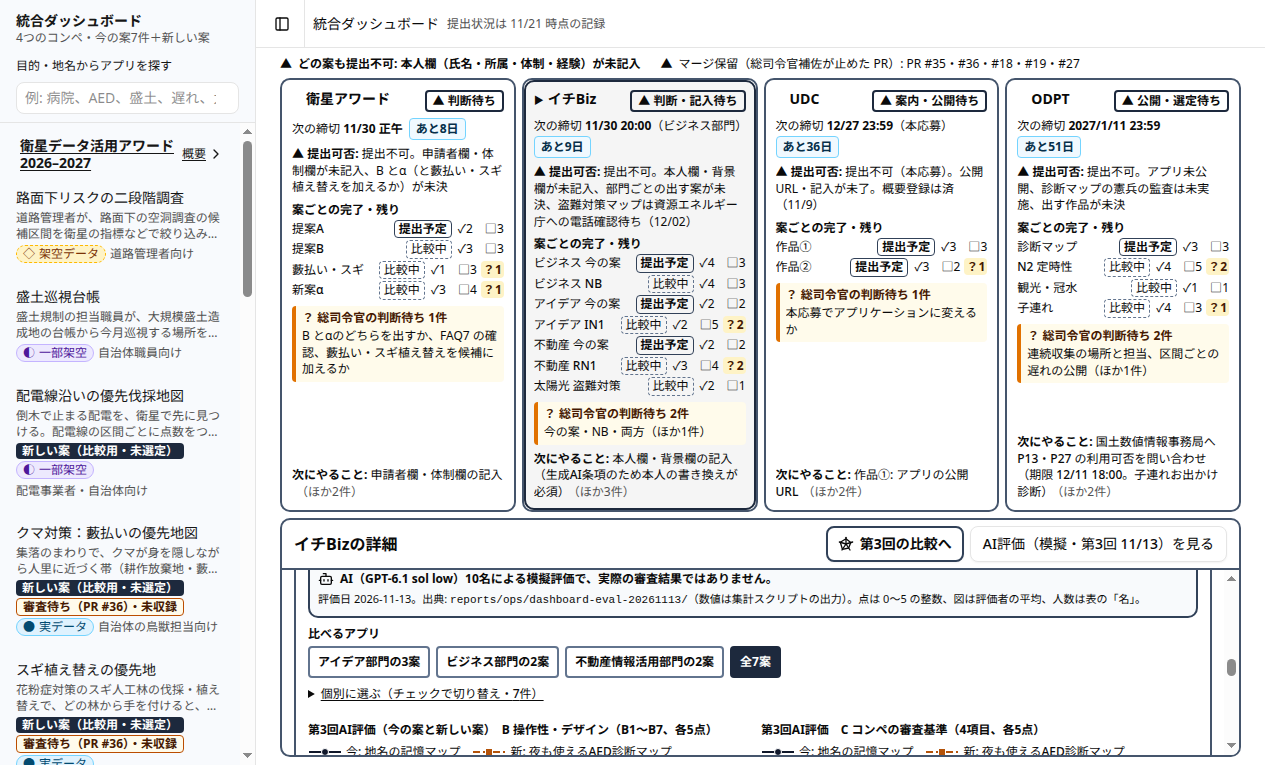 統合ダッシュボード
4つのコンペ・今の案7件＋新しい案
目的・地名からアプリを探す
例: 病院、AED、盛土、遅れ、
衛星データ活用アワード
2026–2027
概要
路面下リスクの二段階調査
道路管理者が、路面下の空洞調査の候
補区間を衛星の指標などで絞り込み…
◇ 架空データ 道路管理者向け
盛土巡視台帳
盛土規制の担当職員が、大規模盛土造
成地の台帳から今月巡視する場所を…
一部架空 自治体職員向け
配電線沿いの優先伐採地図
倒木で止まる配電を、衛星で先に見つ
ける。配電線の区間ごとに点数をつ…
新しい案（比較用・未選定）
一部架空
配電事業者・自治体向け
クマ対策：藪払いの優先地図
集落のまわりで、クマが身を隠しなが
ら人里に近づく帯（耕作放棄地・藪…
新しい案（比較用・未選定）
審査待ち（PR #36）・未収録
実データ 自治体の鳥獣担当向け
スギ植え替えの優先地
花粉症対策のスギ人工林の伐採・植え
替えで、どの林から手を付けると、…
新しい案（比較用・未選定）
審査待ち（PR #36）・未収録
実データ
統合ダッシュボード 提出状況は 11/21 時点の記録
▲ どの案も提出不可: 本人欄（氏名・所属・体制・経験）が未記入 ▲ マージ保留（総司令官補佐が止めた PR）: PR #35・#36・#18・#19・#27
衛星アワード ▲ 判断待ち
次の締切 11/30 正午 あと8日
▲ 提出可否: 提出不可。申請者欄・体
制欄が未記入、B とα（と藪払い・スギ
植え替えを加えるか）が未決
案ごとの完了・残り
提案A 提出予定 ✓2 □3
提案B 比較中 ✓3 □3
藪払い・スギ 比較中 ✓1 □3 ?1
新案α 比較中 ✓3 □4 ?1
? 総司令官の判断待ち 1件
B とαのどちらを出すか、FAQ7 の確
認、藪払い・スギ植え替えを候補に
加えるか
次にやること: 申請者欄・体制欄の記入
（ほか2件）
▶ イチBiz ▲ 判断・記入待ち
次の締切 11/30 20:00（ビジネス部門）
あと9日
▲ 提出可否: 提出不可。本人欄・背景
欄が未記入、部門ごとの出す案が未
決、盗難対策マップは資源エネルギー
庁への電話確認待ち（12/02）
案ごとの完了・残り
ビジネス 今の案 提出予定 ✓4 □3
ビジネス NB 比較中 ✓4 □3
アイデア 今の案 提出予定 ✓2 □2
アイデア IN1 比較中 ✓2 □5 ?2
不動産 今の案 提出予定 ✓2 □2
不動産 RN1 比較中 ✓3 □4 ?2
太陽光 盗難対策 比較中 ✓2 □1
? 総司令官の判断待ち 2件
今の案・NB・両方（ほか1件）
次にやること: 本人欄・背景欄の記入
（生成AI条項のため本人の書き換えが
必須）（ほか3件）
UDC ▲ 案内・公開待ち
次の締切 12/27 23:59（本応募）
あと36日
▲ 提出可否: 提出不可（本応募）。公開
URL・記入が未了。概要登録は済
（11/9）
案ごとの完了・残り
作品① 提出予定 ✓3 □3
作品② 提出予定 ✓3 □2 ?1
? 総司令官の判断待ち 1件
本応募でアプリケーションに変える
か
次にやること: 作品①: アプリの公開
URL （ほか2件）
ODPT ▲ 公開・選定待ち
次の締切 2027/1/11 23:59
あと51日
▲ 提出可否: 提出不可。アプリ未公
開、診断マップの憲兵の監査は未実
施、出す作品が未決
案ごとの完了・残り
診断マップ 提出予定 ✓3 □3
N2 定時性 比較中 ✓4 □5 ?2
観光・冠水 比較中 ✓1 □1
子連れ 比較中 ✓4 □3 ?1
? 総司令官の判断待ち 2件
連続収集の場所と担当、区間ごとの
遅れの公開（ほか1件）
次にやること: 国土数値情報事務局へ
P13・P27 の利用可否を問い合わせ
（期限 12/11 18:00。子連れお出かけ
診断）（ほか2件）
イチBizの詳細
第3回の比較へ
AI評価（模擬・第3回 11/13）を見る
AI（GPT-6.1 sol low）10名による模擬評価で、実際の審査結果ではありません。
評価日 2026-11-13。出典: reports/ops/dashboard-eval-20261113/（数値は集計スクリプトの出力）。点は 0〜5 の整数、図は評価者の平均、人数は表の「名」。
比べるアプリ
アイデア部門の3案 ビジネス部門の2案 不動産情報活用部門の2案 全7案
▶ 個別に選ぶ（チェックで切り替え・7件）
第3回AI評価（今の案と新しい案） B 操作性・デザイン（B1〜B7、各5点）
今: 地名の記憶マップ 新: 夜も使えるAED診断マップ
第3回AI評価 C コンペの審査基準（4項目、各5点）
今: 地名の記憶マップ 新: 夜も使えるAED診断マップ